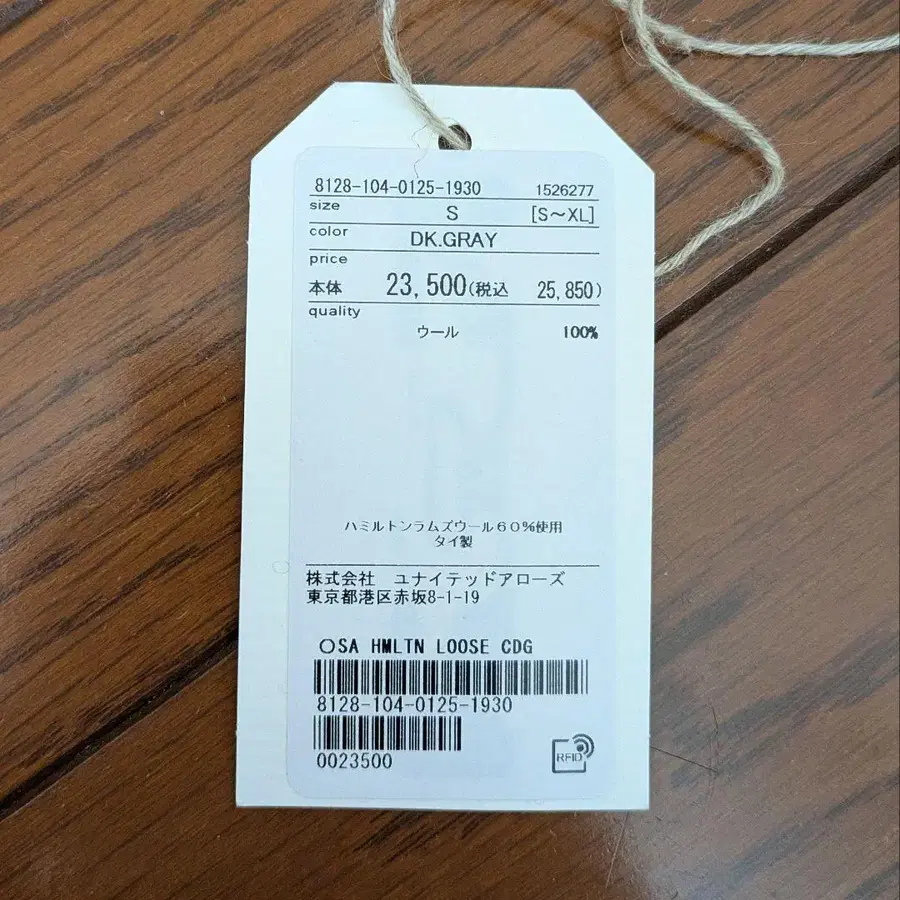 8128-104-0125-1930 1526277
size S [S～XL]
color DK.GRAY
price
本体 23,500(税込 25,850)
quality
ウール 100%
ハミルトンラムズウール60%使用
タイ製
株式会社 ユナイテッドアローズ
東京都港区赤坂8-1-19
OSA HMLTN LOOSE CDG
8128-104-0125-1930
0023500
RFID